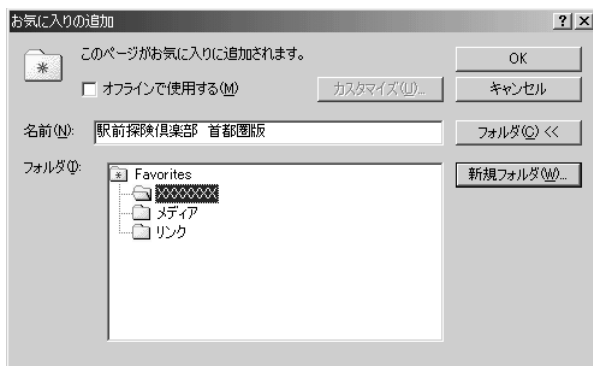 お気に入りの追加
このページがお気に入りに追加されます。
オフラインで使用する(M)
カスタマイズ(U)...
OK
キャンセル
名前(N):
駅前探険倶楽部 首都圏版
フォルダ(C) <<
フォルダ(I):
新規フォルダ(W)...
Favorites
XXXXXXXX
メディア
リンク